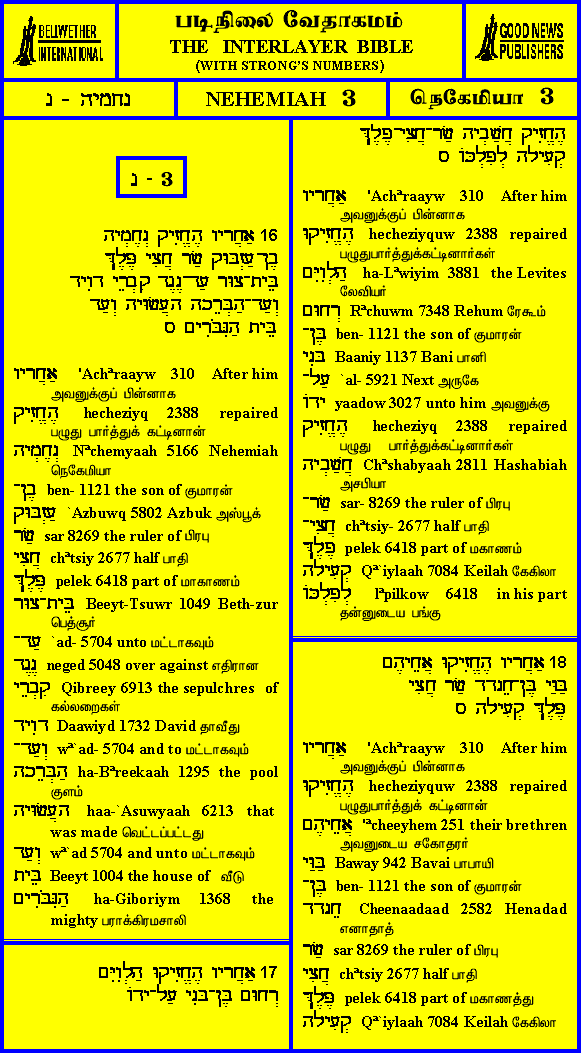 BELLWETHER
INTERNATIONAL
படிநிலை வேதாகமம்
THE INTERLAYER BIBLE
(WITH STRONG'S NUMBERS)
GOOD NEWS
PUBLISHERS
נחמיה - נ
NEHEMIAH 3
நெகேமியா 3
3 - נ
16 אַחֲרָיו הֶחֱזִיק נְחֶמְיָה
בֶן־עַזְבּוּק שַׂר חֲצִי פֶּלֶךְ
בֵּית־צוּר עַד־נֶגֶד קִבְרֵי דָוִיד
וְעַד־הַבְּרֵכָה הָעֲשׂוּיָה וְעַד
בֵּית הַגִּבֹּרִים ס
אַחֲרָיו 'Achªraayw 310 After him
அவனுக்குப் பின்னாக
הֶחֱזִיק hecheziyq 2388 repaired
பழுது பார்த்துக் கட்டினான்
נְחֶמְיָה Nªchemyaah 5166 Nehemiah
நெகேமியா
בֶן־ ben- 1121 the son of குமாரன்
עַזְבּוּק `Azbuwq 5802 Azbuk அஸ்பூக்
שַׂר sar 8269 the ruler of பிரபு
חֲצִי chªtsiy 2677 half பாதி
פֶּלֶךְ pelek 6418 part of மாகாணம்
בֵּית־צוּר Beeyt-Tsuwr 1049 Beth-zur
பெத்சூர்
עַד־ `ad- 5704 unto மட்டாகவும்
נֶגֶד neged 5048 over against எதிரான
קִבְרֵי Qibreey 6913 the sepulchres of
கல்லறைகள்
דָוִיד Daawiyd 1732 David தாவீது
וְעַד־ wª`ad- 5704 and to மட்டாகவும்
הַבְּרֵכָה ha-Bªreekaah 1295 the pool
குளம்
הָעֲשׂוּיָה haa-`Asuwyaah 6213 that
was made வெட்டப்பட்டது
וְעַד wª`ad 5704 and unto மட்டாகவும்
בֵּית Beeyt 1004 the house of வீடு
הַגִּבֹּרִים ha-Giboriym 1368 the
mighty பராக்கிரமசாலி
17 אַחֲרָיו הֶחֱזִיקוּ הַלְוִיִּם
רְחוּם בֶּן־בָּנִי עַל־יָדוֹ
הֶחֱזִיק חֲשַׁבְיָה שַׂר־חֲצִי־פֶלֶךְ
קְעִילָה לְפִלְכּוֹ ס
אַחֲרָיו 'Achªraayw 310 After him
அவனுக்குப் பின்னாக
הֶחֱזִיקוּ hecheziyquw 2388 repaired
பழுதுபார்த்துக்கட்டினார்கள்
הַלְוִיִּם ha-Lªwiyim 3881 the Levites
லேவியர்
רְחוּם Rªchuwm 7348 Rehum ரேகூம்
בֶּן־ ben- 1121 the son of குமாரன்
בָּנִי Baaniy 1137 Bani பானி
עַל־ `al- 5921 Next அருகே
יָדוֹ yaadow 3027 unto him அவனுக்கு
הֶחֱזִיק hecheziyq 2388 repaired
பழுது பார்த்துக்கட்டினார்கள்
חֲשַׁבְיָה Chªshabyaah 2811 Hashabiah
அசபியா
שַׂר־ sar- 8269 the ruler of பிரபு
חֲצִי־ chªtsiy- 2677 half பாதி
פֶלֶךְ pelek 6418 part of மகாணம்
קְעִילָה Qª`iylaah 7084 Keilah கேகிலா
לְפִלְכּוֹ lªpilkow 6418 in his part
தன்னுடைய பங்கு
18 אַחֲרָיו הֶחֱזִיקוּ אֲחֵיהֶם
בַּוַּי בֶּן־חֵנָדָד שַׂר חֲצִי
פֶּלֶךְ קְעִילָה ס
אַחֲרָיו 'Achªraayw 310 After him
அவனுக்குப் பின்னாக
הֶחֱזִיקוּ hecheziyquw 2388 repaired
பழுதுபார்த்துக் கட்டினான்
אֲחֵיהֶם 'ªcheeyhem 251 their brethren
அவனுடைய சகோதரர்
בַּוַּי Baway 942 Bavai பாபாயி
בֶּן־ ben- 1121 the son of குமாரன்
חֵנָדָד Cheenaadaad 2582 Henadad
எனாதாத்
שַׂר sar 8269 the ruler of பிரபு
חֲצִי chªtsiy 2677 half பாதி
פֶּלֶךְ pelek 6418 part of மகாணத்து
קְעִילָה Qª`iylaah 7084 Keilah கேகிலா